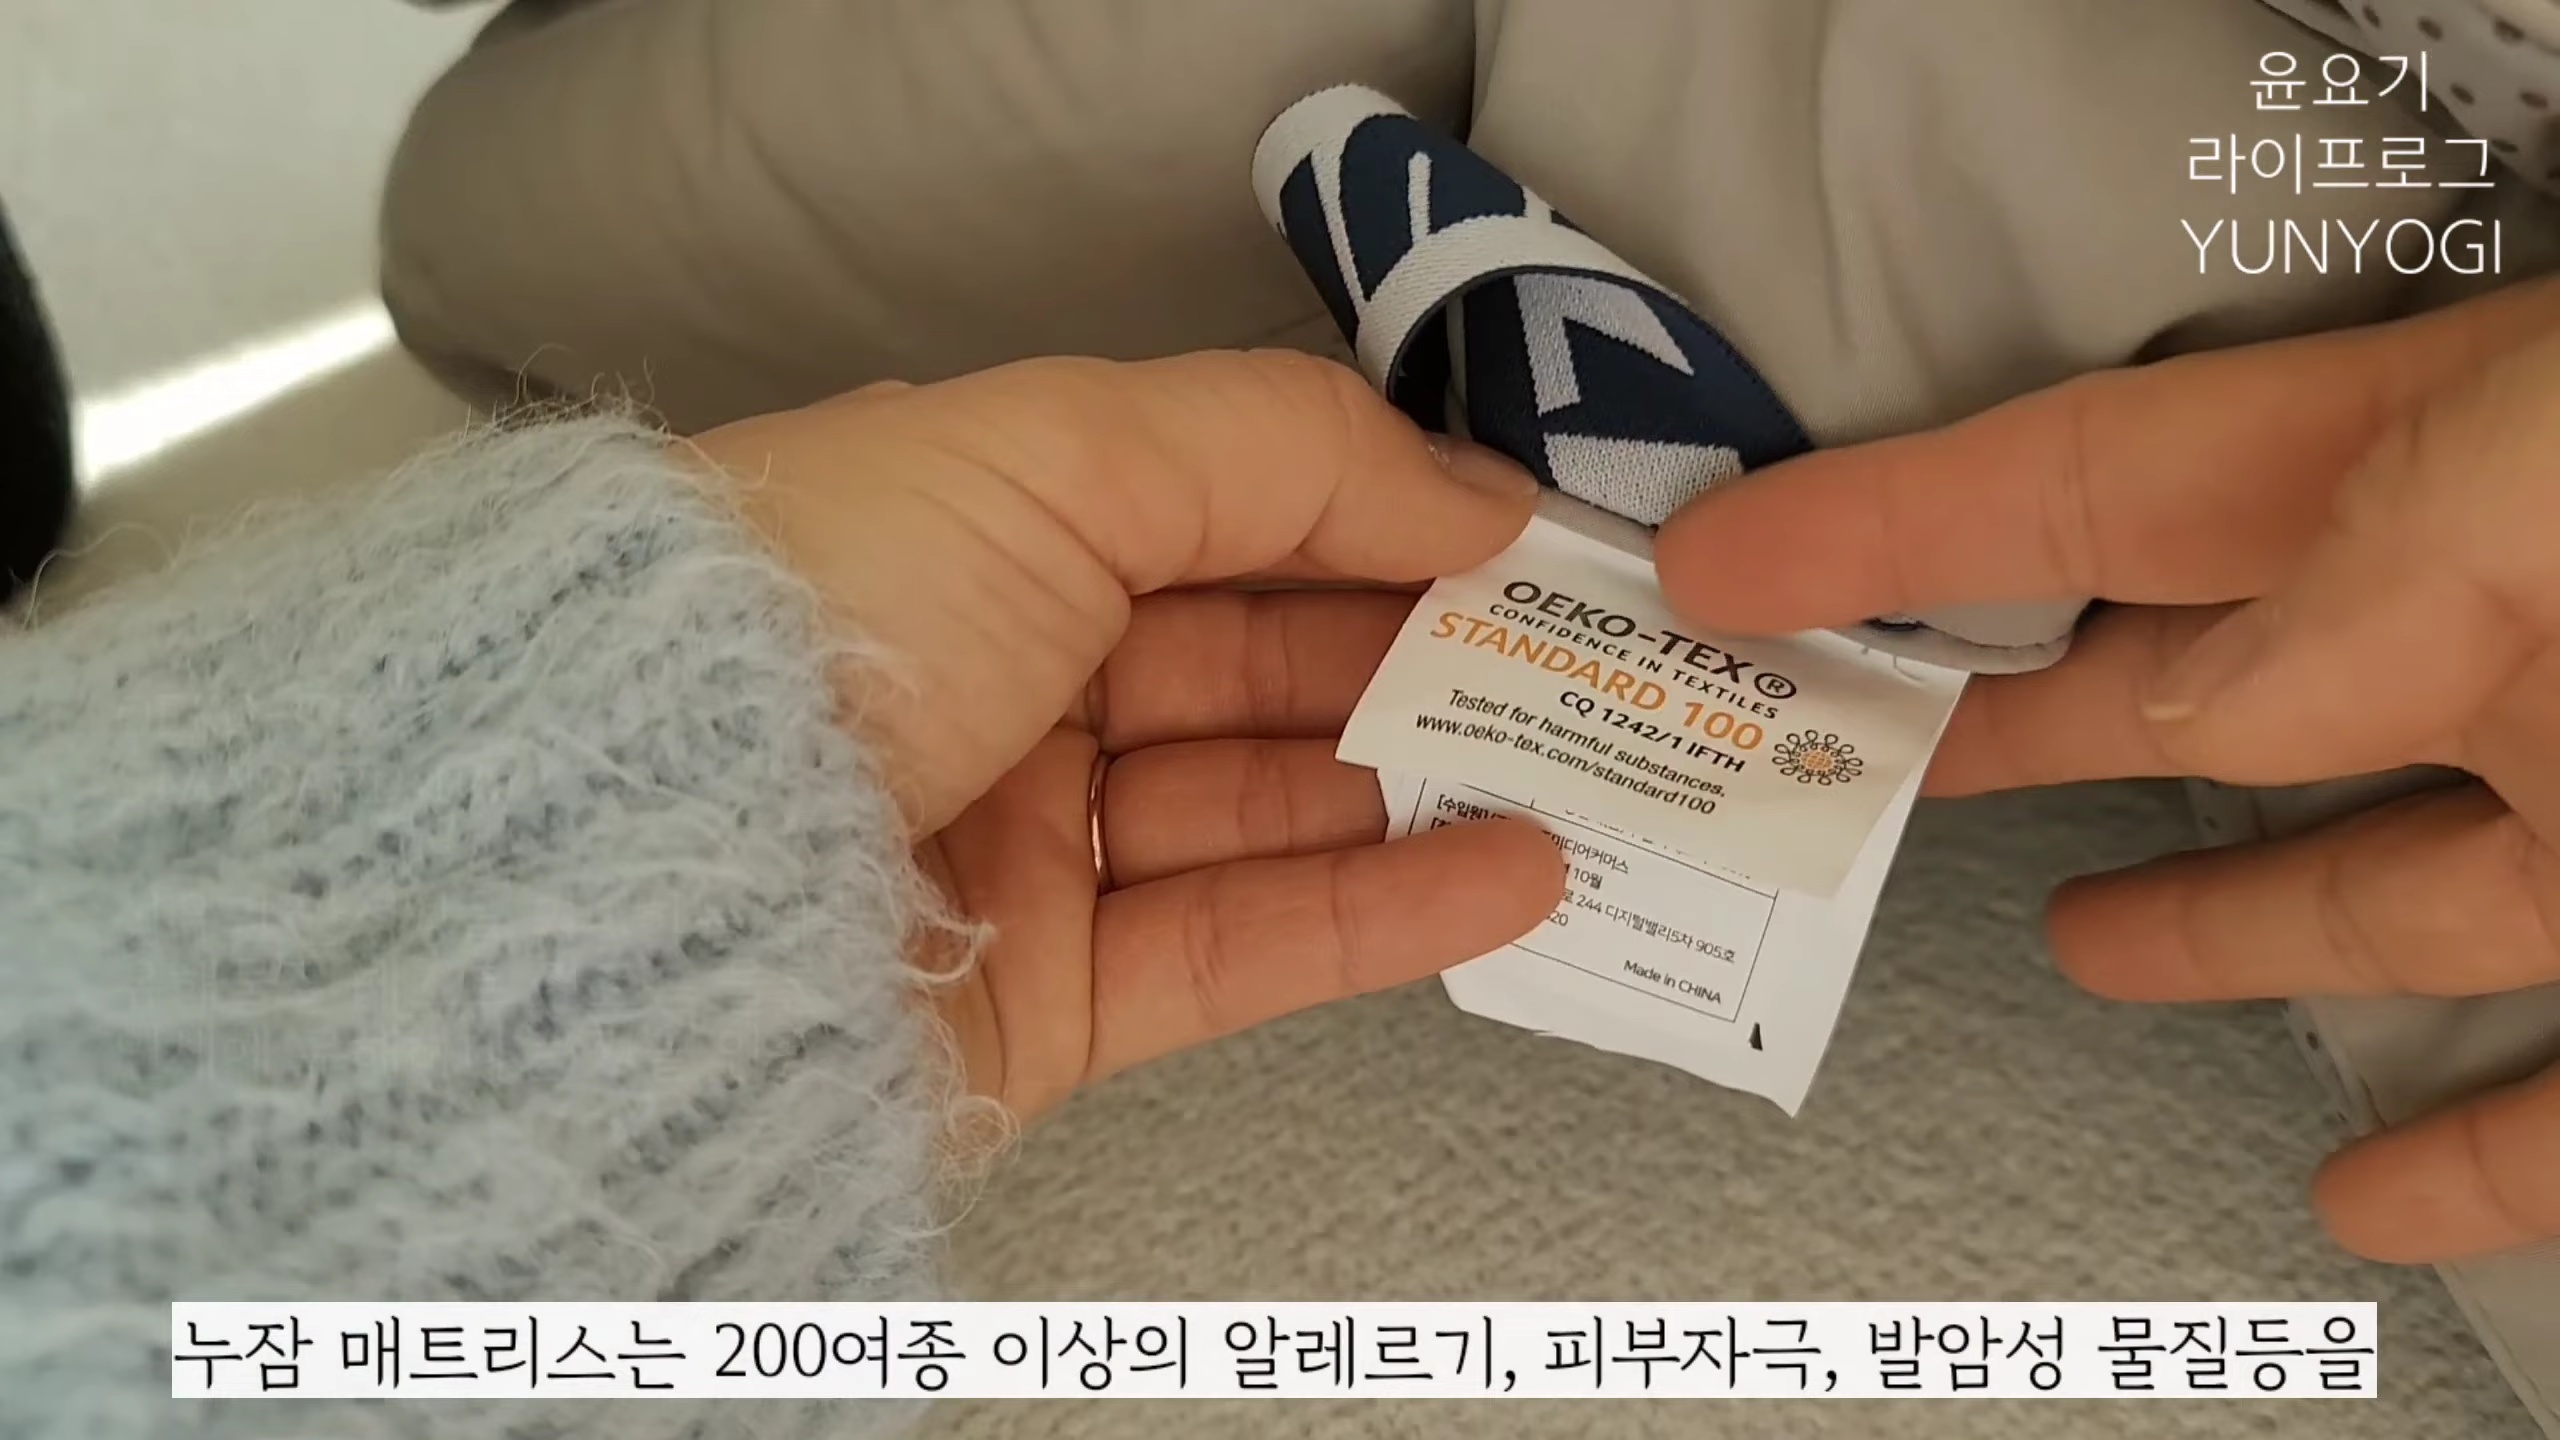 윤요기
라이프로그
YUNYOGI
OEKO-TEX®
CONFIDENCE IN TEXTILES
STANDARD 100
CQ 1242/1 IFTH
Tested for harmful substances.
www.oeko-tex.com/standard100
[수입원]
미디어커머스
10월
244 디지털밸리5차 905호
20
Made in CHINA
누잠 매트리스는 200여종 이상의 알레르기, 피부자극, 발암성 물질등을